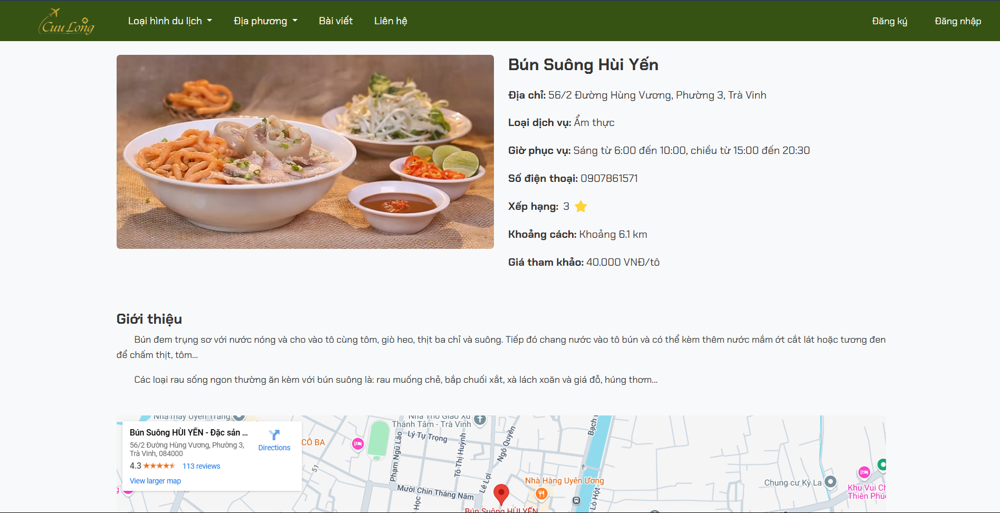 Cuu Long
Loại hình du lịch
Địa phương
Bài viết
Liên hệ
Đăng ký
Đăng nhập
Bún Suông Hùi Yến
Địa chỉ: 56/2 Đường Hùng Vương, Phường 3, Trà Vinh
Loại dịch vụ: Ẩm thực
Giờ phục vụ: Sáng từ 6:00 đến 10:00, chiều từ 15:00 đến 20:30
Số điện thoại: 0907861571
Xếp hạng: 3
Khoảng cách: Khoảng 6.1 km
Giá tham khảo: 40.000 VNĐ/tô
Giới thiệu
Bún đem trụng sơ với nước nóng và cho vào tô cùng tôm, giò heo, thịt ba chỉ và suông. Tiếp đó chang nước vào tô bún và có thể kèm thêm nước mắm ớt cắt lát hoặc tương đen
để chấm thịt, tôm...
Các loại rau sống ngon thường ăn kèm với bún suông là: rau muống chẻ, bắp chuối xắt, xà lách xoăn và giá đỗ, húng thơm...
Nhà máy Uyên Trang
Bún Suông HÙI YẾN - Đặc sản ...
56/2 Đường Hùng Vương, Phường 3,
Trà Vinh, 084000
4.3
113 reviews
View larger map
Directions
CÔ BA
51
Nhà Thờ Giáo Xứ
Thánh Tâm - Trà Vinh
Lý Tự Trọng
Phạm Ngũ Lão
Tô Thị Huỳnh
Ngô Quyền
Lê Lợi
Mười Chín Tháng Năm
Học
Bạch
Lò Hột
Nhà Hàng Uyên Ương
Bún Suông HÙI YẾN
Chung cư Kỳ La
Khu Vui Ch
Thiên Phú